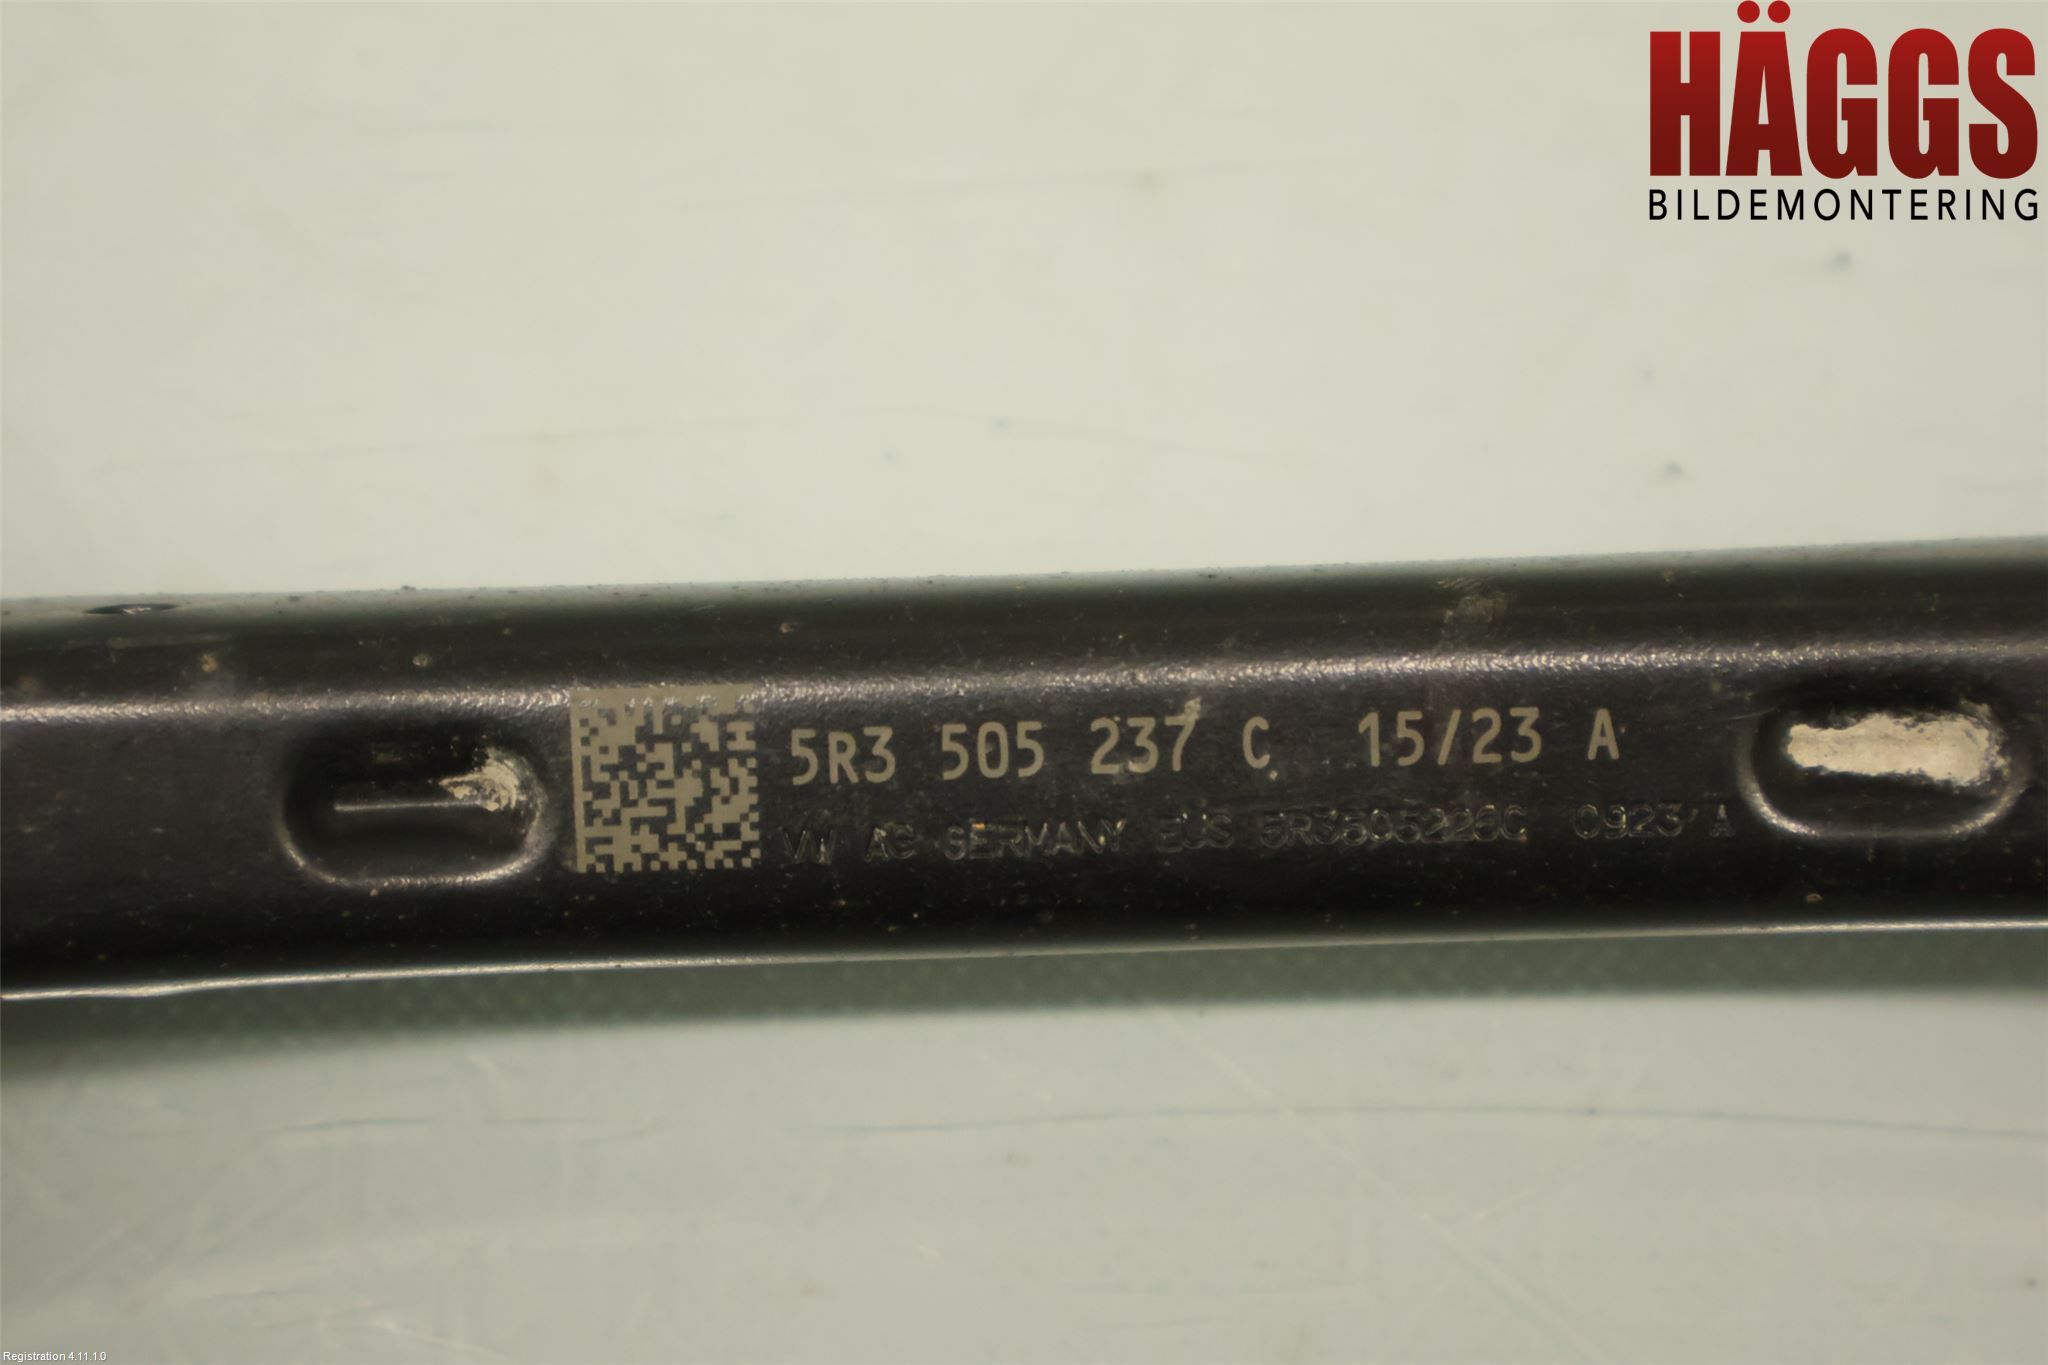 HÄGGS
BILDEMONTERING
5R3 505 237 C 15/23 A
VW AG GERMANY EUS 5R3505226C 0923 A
Registration 4.11.1.0